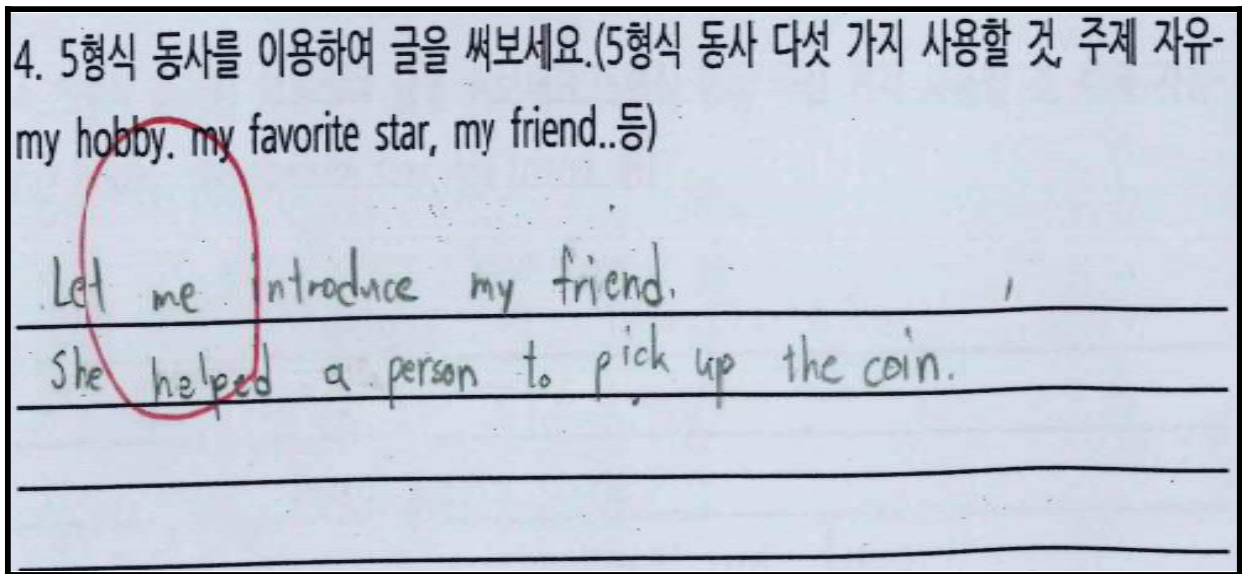 4. 5형식 동사를 이용하여 글을 써보세요.(5형식 동사 다섯 가지 사용할 것, 주제 자유-
my hobby. my favorite star, my friend..등)
Let me introduce my friend.
She helped a person to pick up the coin.